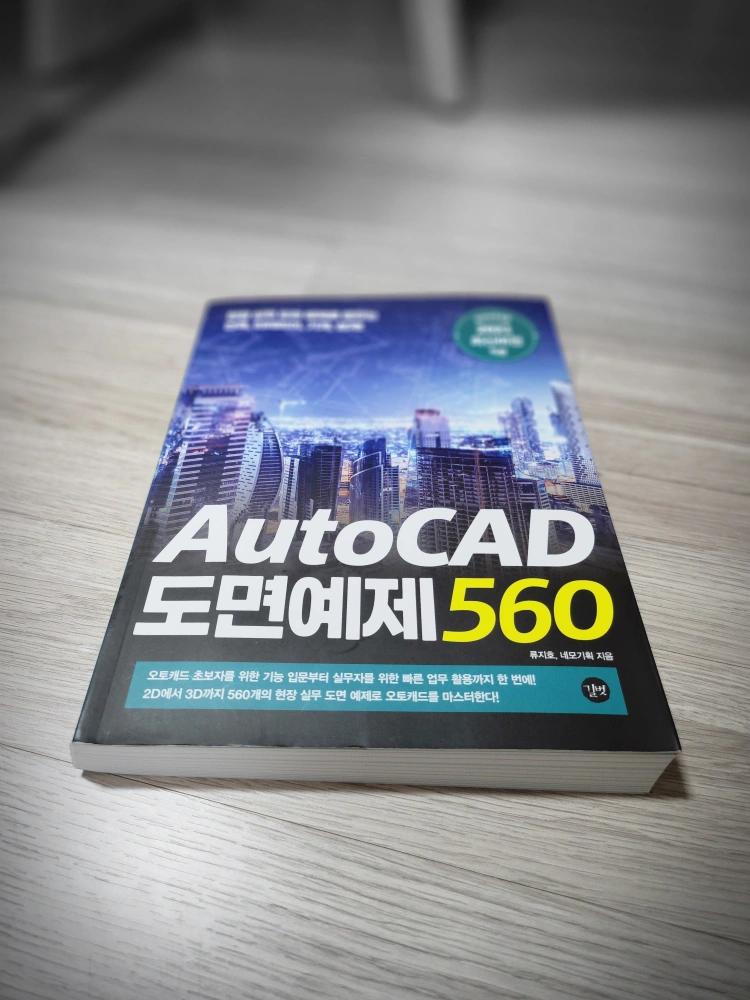 AutoCAD
도면예제 560
류지호, 네모기획 지음
오토캐드 초보자를 위한 기능 입문부터 실무자를 위한 빠른 업무 활용까지 한 번에!
2D에서 3D까지 560개의 현장 실무 도면 예제로 오토캐드를 마스터한다!
길벗